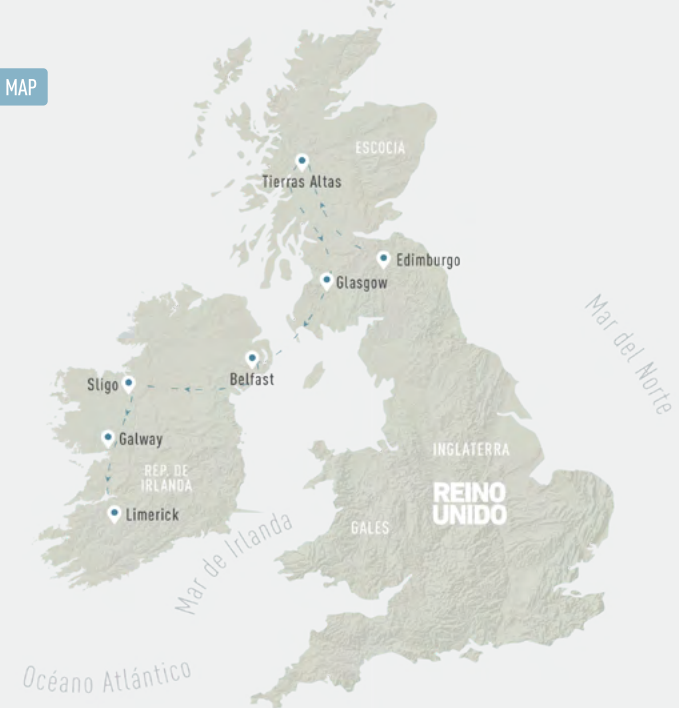 MAP
ESCOCIA
Tierras Altas
Edimburgo
Glasgow
Mar del Norte
Belfast
Sligo
Galway
INGLATERRA
REP. DE
IRLANDA
REINO
UNIDO
Limerick
GALES
Mar de Irlanda
Océano Atlántico